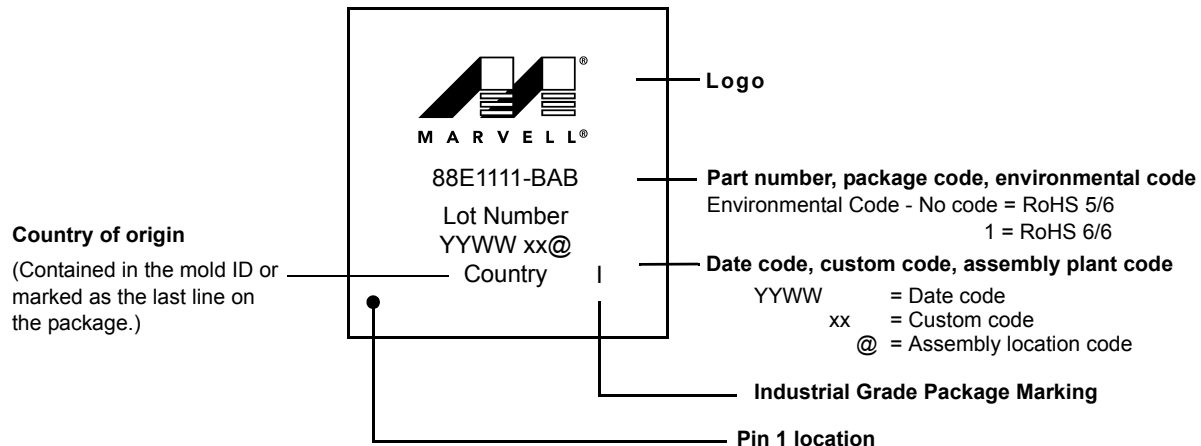 ®
MARVELL®
Logo
88E1111-BAB
Part number, package code, environmental code
Environmental Code - No code = RoHS 5/6
1 = RoHS 6/6
Lot Number
YYWW xx@
Country I
Country of origin
(Contained in the mold ID or
marked as the last line on
the package.)
Date code, custom code, assembly plant code
YYWW = Date code
xx = Custom code
@ = Assembly location code
Industrial Grade Package Marking
Pin 1 location